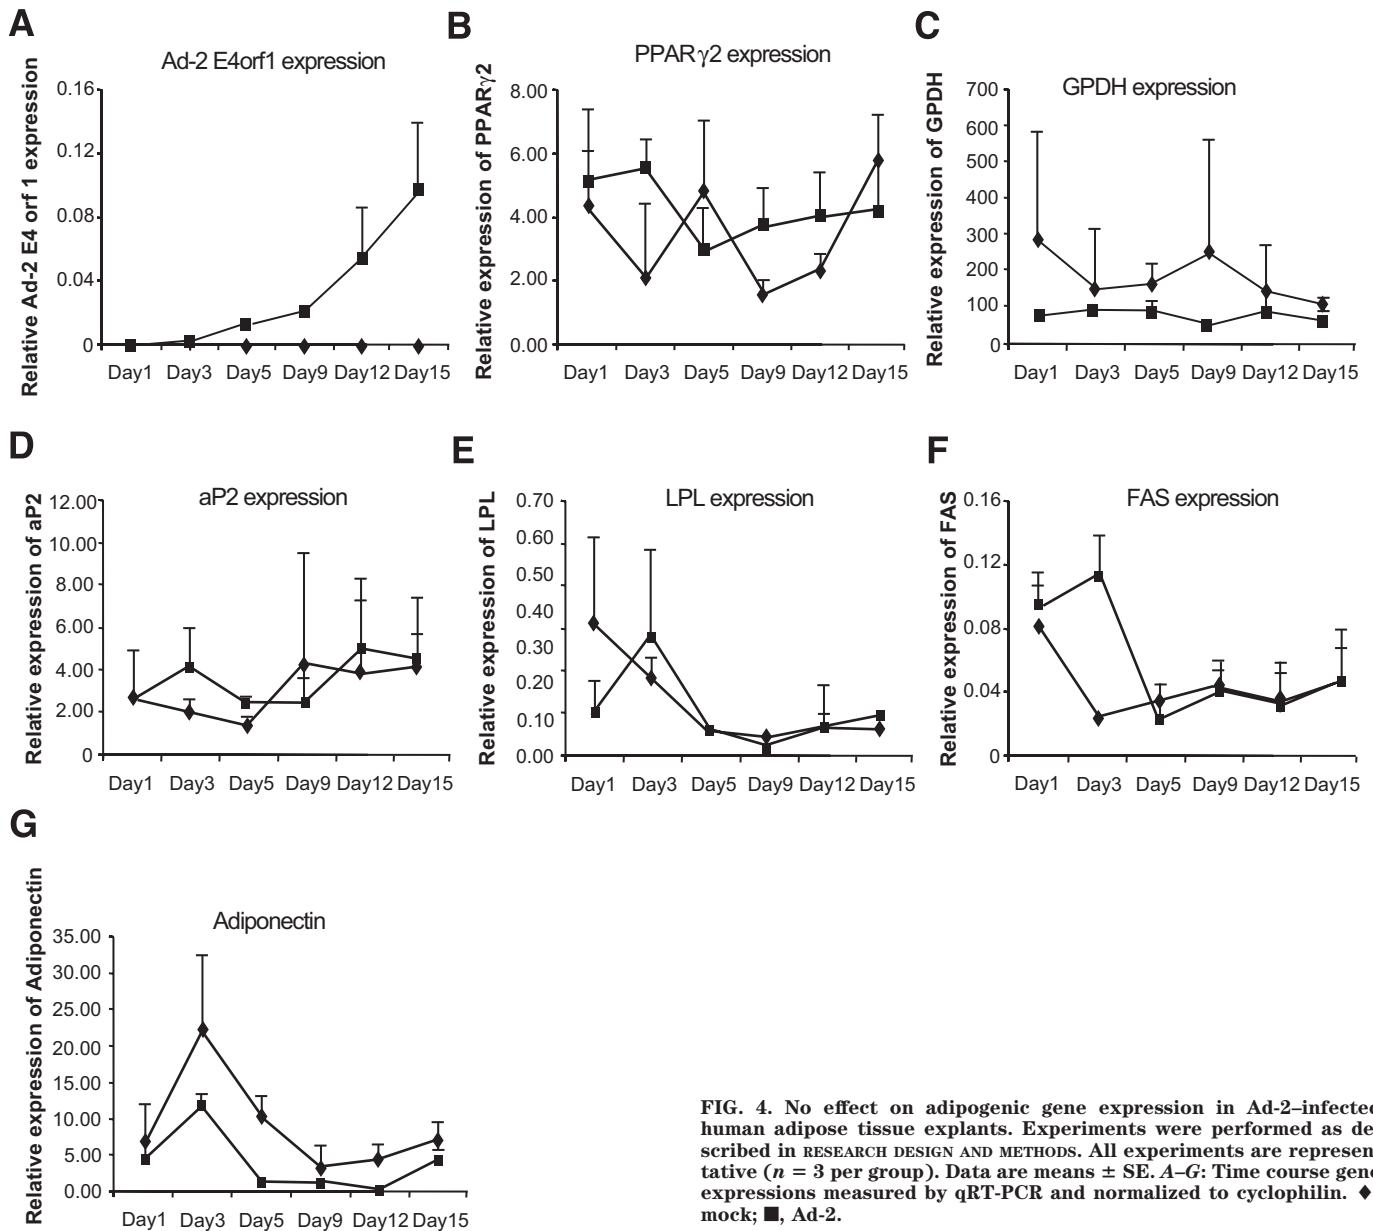 A
Ad-2 E4orf1 expression
Relative Ad-2 E4 orf 1 expression
0.16
0.12
0.08
0.04
0
Day1 Day3 Day5 Day9 Day12 Day15
B
PPARγ2 expression
Relative expression of PPARγ2
8.00
6.00
4.00
2.00
0.00
Day1 Day3 Day5 Day9 Day12 Day15
C
GPDH expression
Relative expression of GPDH
700
600
500
400
300
200
100
0
Day1 Day3 Day5 Day9 Day12 Day15
D
aP2 expression
Relative expression of aP2
12.00
10.00
8.00
6.00
4.00
2.00
0
Day1 Day3 Day5 Day9 Day12 Day15
E
LPL expression
Relative expression of LPL
0.70
0.60
0.50
0.40
0.30
0.20
0.10
0.00
Day1 Day3 Day5 Day9 Day12 Day15
F
FAS expression
Relative expression of FAS
0.16
0.12
0.08
0.04
0
Day1 Day3 Day5 Day9 Day12 Day15
G
Adiponectin
Relative expression of Adiponectin
35.00
30.00
25.00
20.00
15.00
10.00
5.00
0.00
Day1 Day3 Day5 Day9 Day12 Day15
FIG. 4. No effect on adipogenic gene expression in Ad-2–infected
human adipose tissue explants. Experiments were performed as de-
scribed in RESEARCH DESIGN AND METHODS. All experiments are represen-
tative (n = 3 per group). Data are means ± SE. A–G: Time course gene
expressions measured by qRT-PCR and normalized to cyclophilin. ♦
mock; ■, Ad-2.